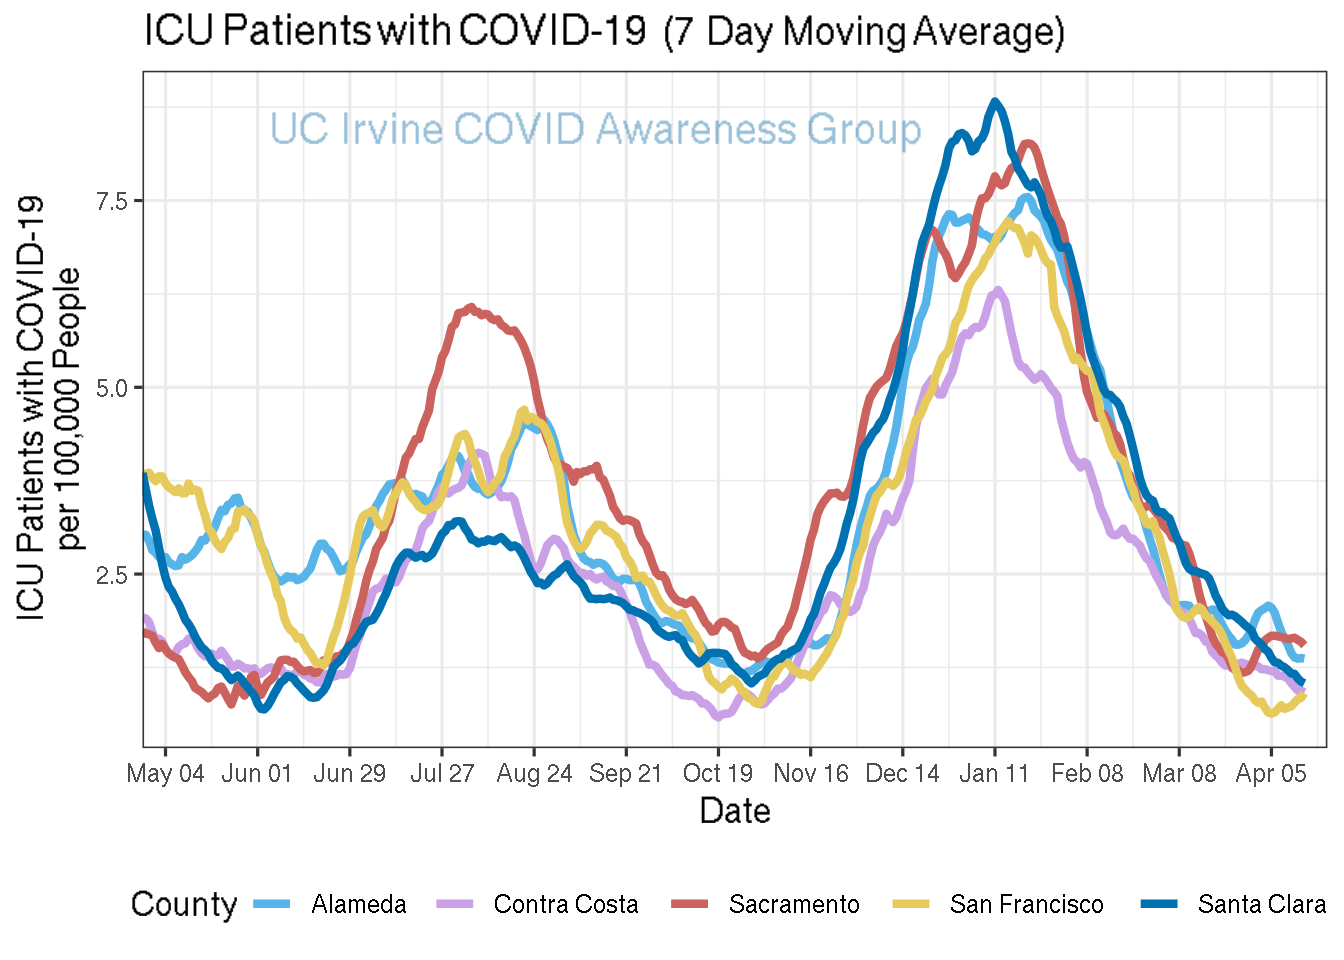 ICU Patients with COVID-19 (7 Day Moving Average)
UC Irvine COVID Awareness Group
ICU Patients with COVID-19
per 100,000 People
7.5
5.0
2.5
May 04 Jun 01 Jun 29 Jul 27 Aug 24 Sep 21 Oct 19 Nov 16 Dec 14 Jan 11 Feb 08 Mar 08 Apr 05
Date
County Alameda Contra Costa Sacramento San Francisco Santa Clara